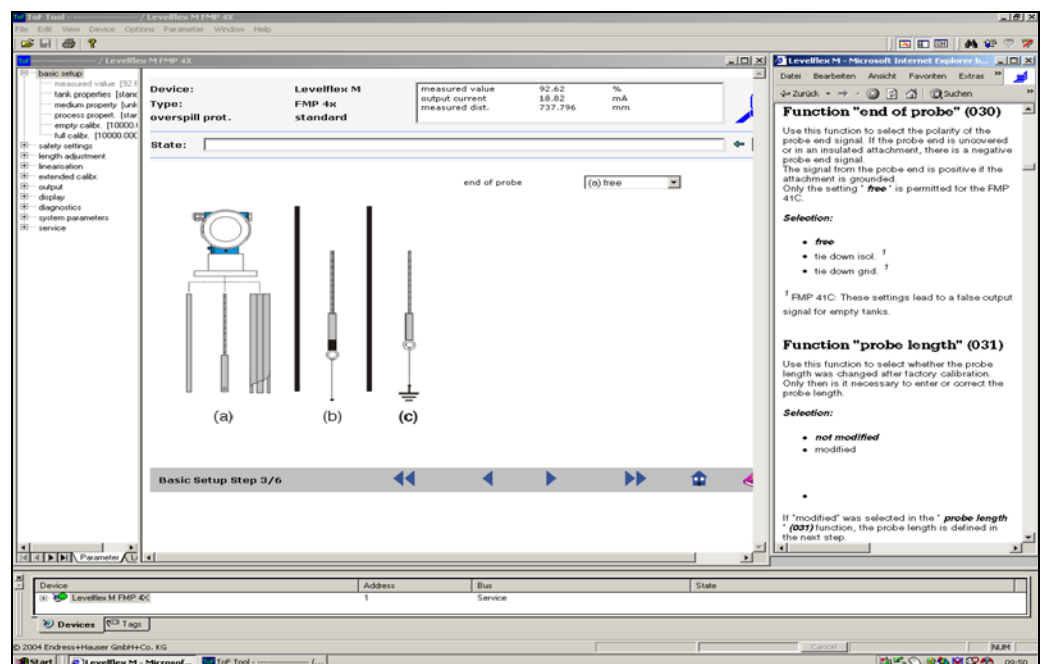 ToF Tool - ---------------- / Levelflex M FMP 4X
File Edit View Device Options Parameter Window Help
---------------- / Levelflex M FMP 4X
basic setup
measured value [92.6
tank properties [stanc
medium property [unk
process propert. [star
empty calibr. [10000.0
full calibr. [10000.00C
safety settings
length adjustment
linearisation
extended calibr.
output
display
diagnostics
system parameters
service
Parameter
Device: Levelflex M
Type: FMP 4x
overspill prot. standard
measured value 92.62 %
output current 18.82 mA
measured dist. 737.796 mm
State:
end of probe (a) free
(a) (b) (c)
Basic Setup Step 3/6
Levelflex M - Microsoft Internet Explorer b...
Datei Bearbeiten Ansicht Favoriten Extras »
Zurück Suchen »
Function "end of probe" (030)
Use this function to select the polarity of the
probe end signal. If the probe end is uncovered
or in an insulated attachment, there is a negative
probe end signal.
The signal from the probe end is positive if the
attachment is grounded.
Only the setting " free " is permitted for the FMP
41C.
Selection:
• free
• tie down isol. 1
• tie down gnd. 1
1 FMP 41C: These settings lead to a false output
signal for empty tanks.
Function "probe length" (031)
Use this function to select whether the probe
length was changed after factory calibration.
Only then is it necessary to enter or correct the
probe length.
Selection:
• not modified
• modified
•
If "modified" was selected in the " probe length
" (031) function, the probe length is defined in
the next step.
Device Address Bus State
Levelflex M FMP 4X 1 Service
Devices Tags
© 2004 Endress+Hauser GmbH+Co. KG Cancel NUM
Start Levelflex M - Microsof... ToF Tool - ------------- /... 09:50